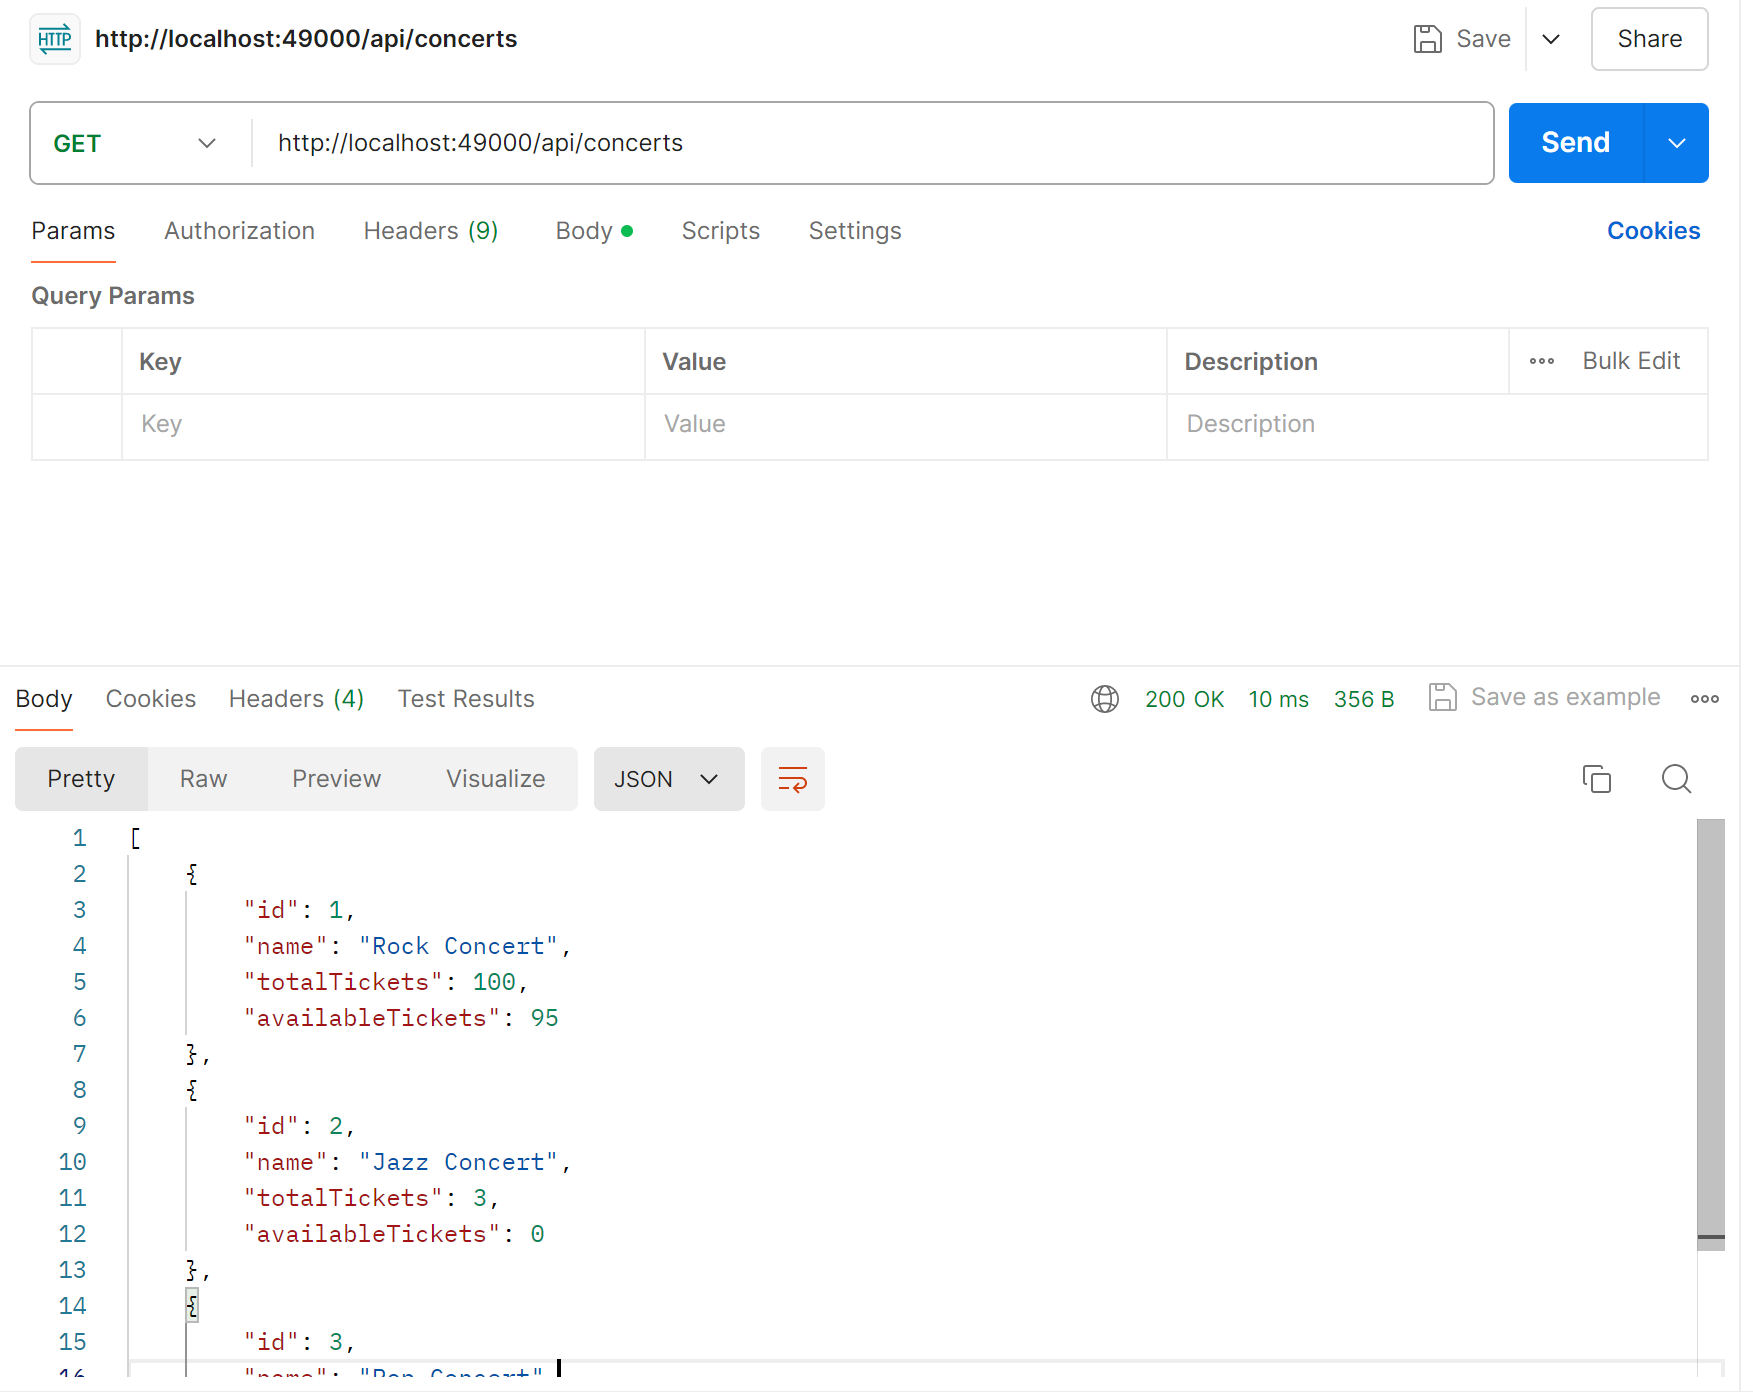 HTTP http://localhost:49000/api/concerts Save Share
GET http://localhost:49000/api/concerts Send
Params Authorization Headers (9) Body Scripts Settings Cookies
Query Params
Key Value Description Bulk Edit
Key Value Description
Body Cookies Headers (4) Test Results 200 OK 10 ms 356 B Save as example
Pretty Raw Preview Visualize JSON
1 [
2 {
3 "id": 1,
4 "name": "Rock Concert",
5 "totalTickets": 100,
6 "availableTickets": 95
7 },
8 {
9 "id": 2,
10 "name": "Jazz Concert",
11 "totalTickets": 3,
12 "availableTickets": 0
13 },
14 {
15 "id": 3,
16 "name": "Pop Concert",